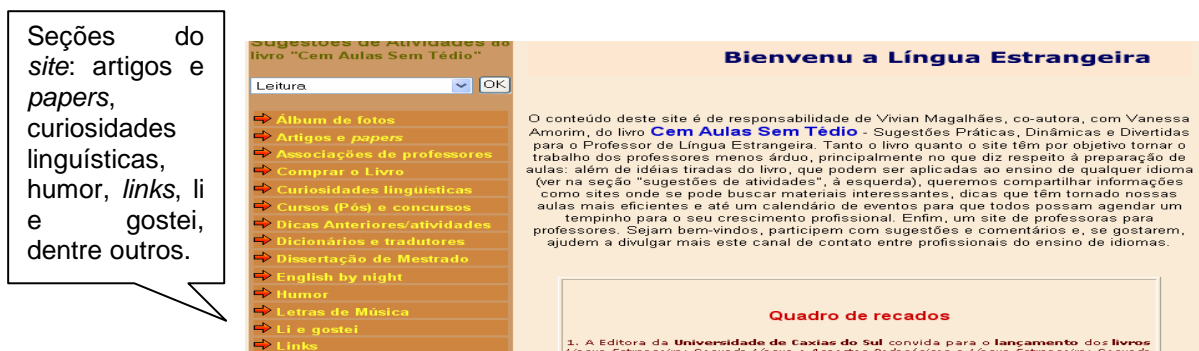 Seções do
site: artigos e
papers,
curiosidades
linguísticas,
humor, links, li
e gostei,
dentre outros.
Sugestões de Atividades do
livro "Cem Aulas Sem Tédio"
Leitura OK
Álbum de fotos
Artigos e papers
Associações de professores
Comprar o Livro
Curiosidades lingüísticas
Cursos (Pós) e concursos
Dicas Anteriores/atividades
Dicionários e tradutores
Dissertação de Mestrado
English by night
Humor
Letras de Música
Li e gostei
Links
Bienvenu a Língua Estrangeira
O conteúdo deste site é de responsabilidade de Vivian Magalhães, co-autora, com Vanessa
Amorim, do livro Cem Aulas Sem Tédio - Sugestões Práticas, Dinâmicas e Divertidas
para o Professor de Língua Estrangeira. Tanto o livro quanto o site têm por objetivo tornar o
trabalho dos professores menos árduo, principalmente no que diz respeito à preparação de
aulas: além de idéias tiradas do livro, que podem ser aplicadas ao ensino de qualquer idioma
(ver na seção "sugestões de atividades", à esquerda), queremos compartilhar informações
como sites onde se pode buscar materiais interessantes, dicas que têm tornado nossas
aulas mais eficientes e até um calendário de eventos para que todos possam agendar um
tempinho para o seu crescimento profissional. Enfim, um site de professoras para
professores. Sejam bem-vindos, participem com sugestões e comentários e, se gostarem,
ajudem a divulgar mais este canal de contato entre profissionais do ensino de idiomas.
Quadro de recados
1. A Editora da Universidade de Caxias do Sul convida para o lançamento dos livros